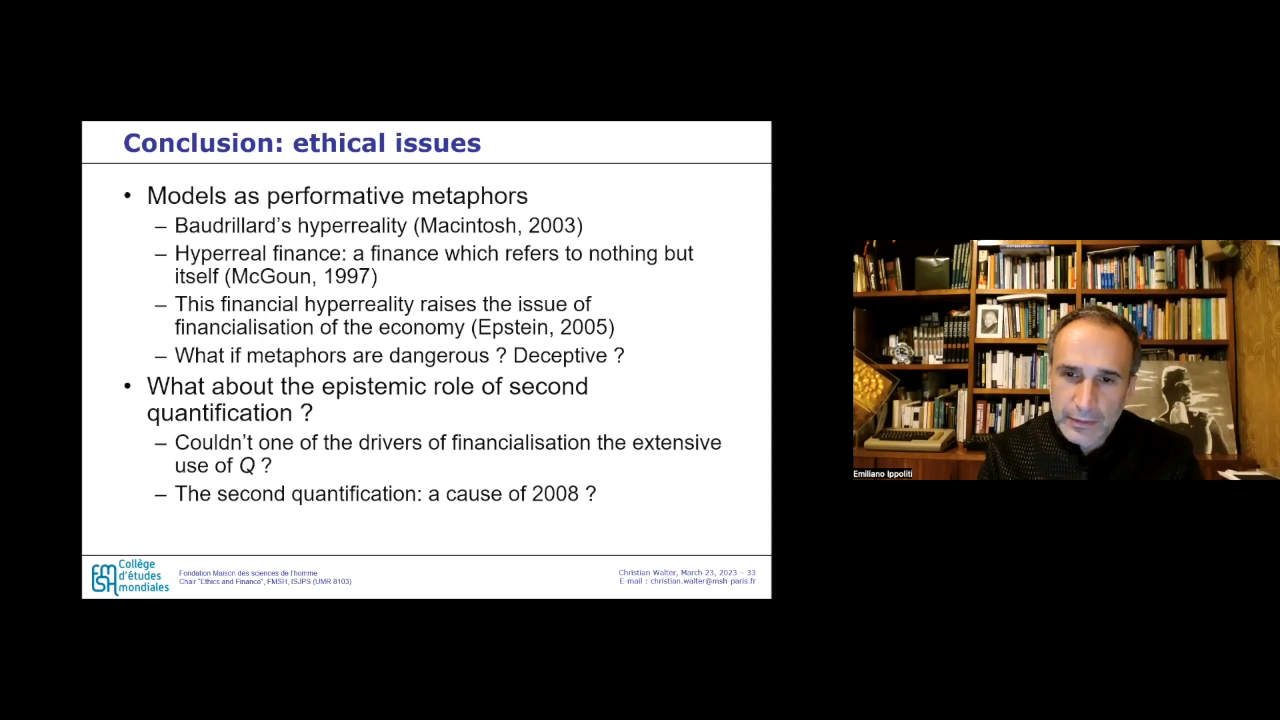 Conclusion: ethical issues
• Models as performative metaphors
– Baudrillard's hyperreality (Macintosh, 2003)
– Hyperreal finance: a finance which refers to nothing but
itself (McGoun, 1997)
– This financial hyperreality raises the issue of
financialisation of the economy (Epstein, 2005)
– What if metaphors are dangerous ? Deceptive ?
• What about the epistemic role of second
quantification ?
– Couldn't one of the drivers of financialisation the extensive
use of Q ?
– The second quantification: a cause of 2008 ?
FMSH
Collège
d'études
mondiales
Fondation Maison des sciences de l'homme
Chair "Ethics and Finance", FMSH, ISJPS (UMR 8103)
Christian Walter, March 23, 2023 – 33
E-mail : christian.walter@msh-paris.fr
Emiliano Ippoliti